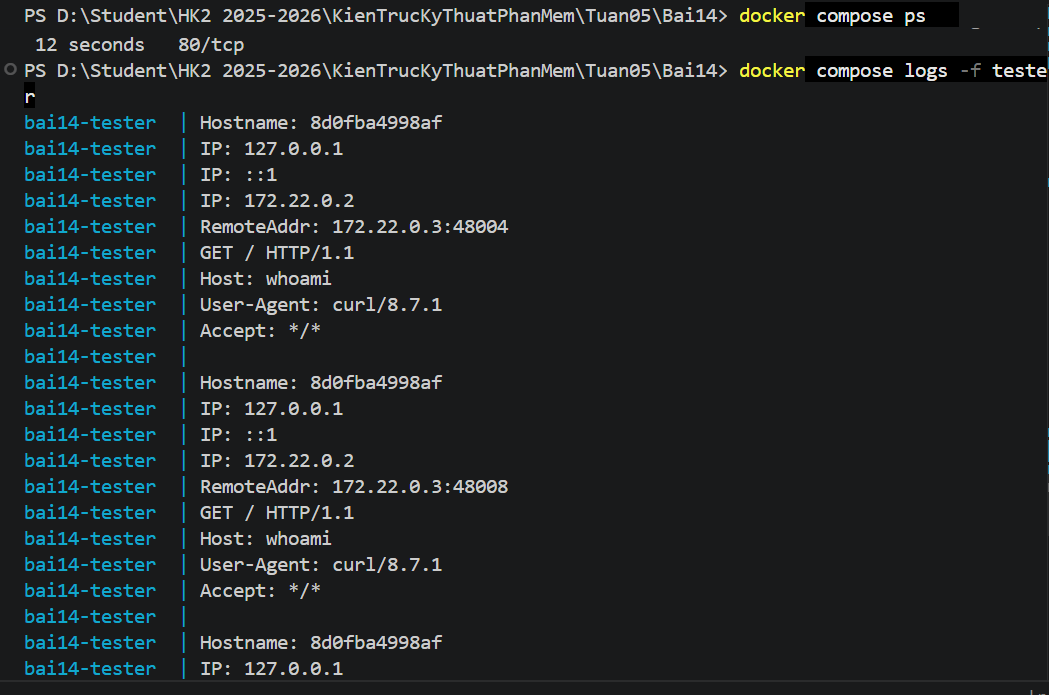 PS D:\Student\HK2 2025-2026\KienTrucKyThuatPhanMem\Tuan05\Bai14> docker compose ps
12 seconds   80/tcp
PS D:\Student\HK2 2025-2026\KienTrucKyThuatPhanMem\Tuan05\Bai14> docker compose logs -f teste
r
bai14-tester  | Hostname: 8d0fba4998af
bai14-tester  | IP: 127.0.0.1
bai14-tester  | IP: ::1
bai14-tester  | IP: 172.22.0.2
bai14-tester  | RemoteAddr: 172.22.0.3:48004
bai14-tester  | GET / HTTP/1.1
bai14-tester  | Host: whoami
bai14-tester  | User-Agent: curl/8.7.1
bai14-tester  | Accept: */*
bai14-tester  |
bai14-tester  | Hostname: 8d0fba4998af
bai14-tester  | IP: 127.0.0.1
bai14-tester  | IP: ::1
bai14-tester  | IP: 172.22.0.2
bai14-tester  | RemoteAddr: 172.22.0.3:48008
bai14-tester  | GET / HTTP/1.1
bai14-tester  | Host: whoami
bai14-tester  | User-Agent: curl/8.7.1
bai14-tester  | Accept: */*
bai14-tester  |
bai14-tester  | Hostname: 8d0fba4998af
bai14-tester  | IP: 127.0.0.1